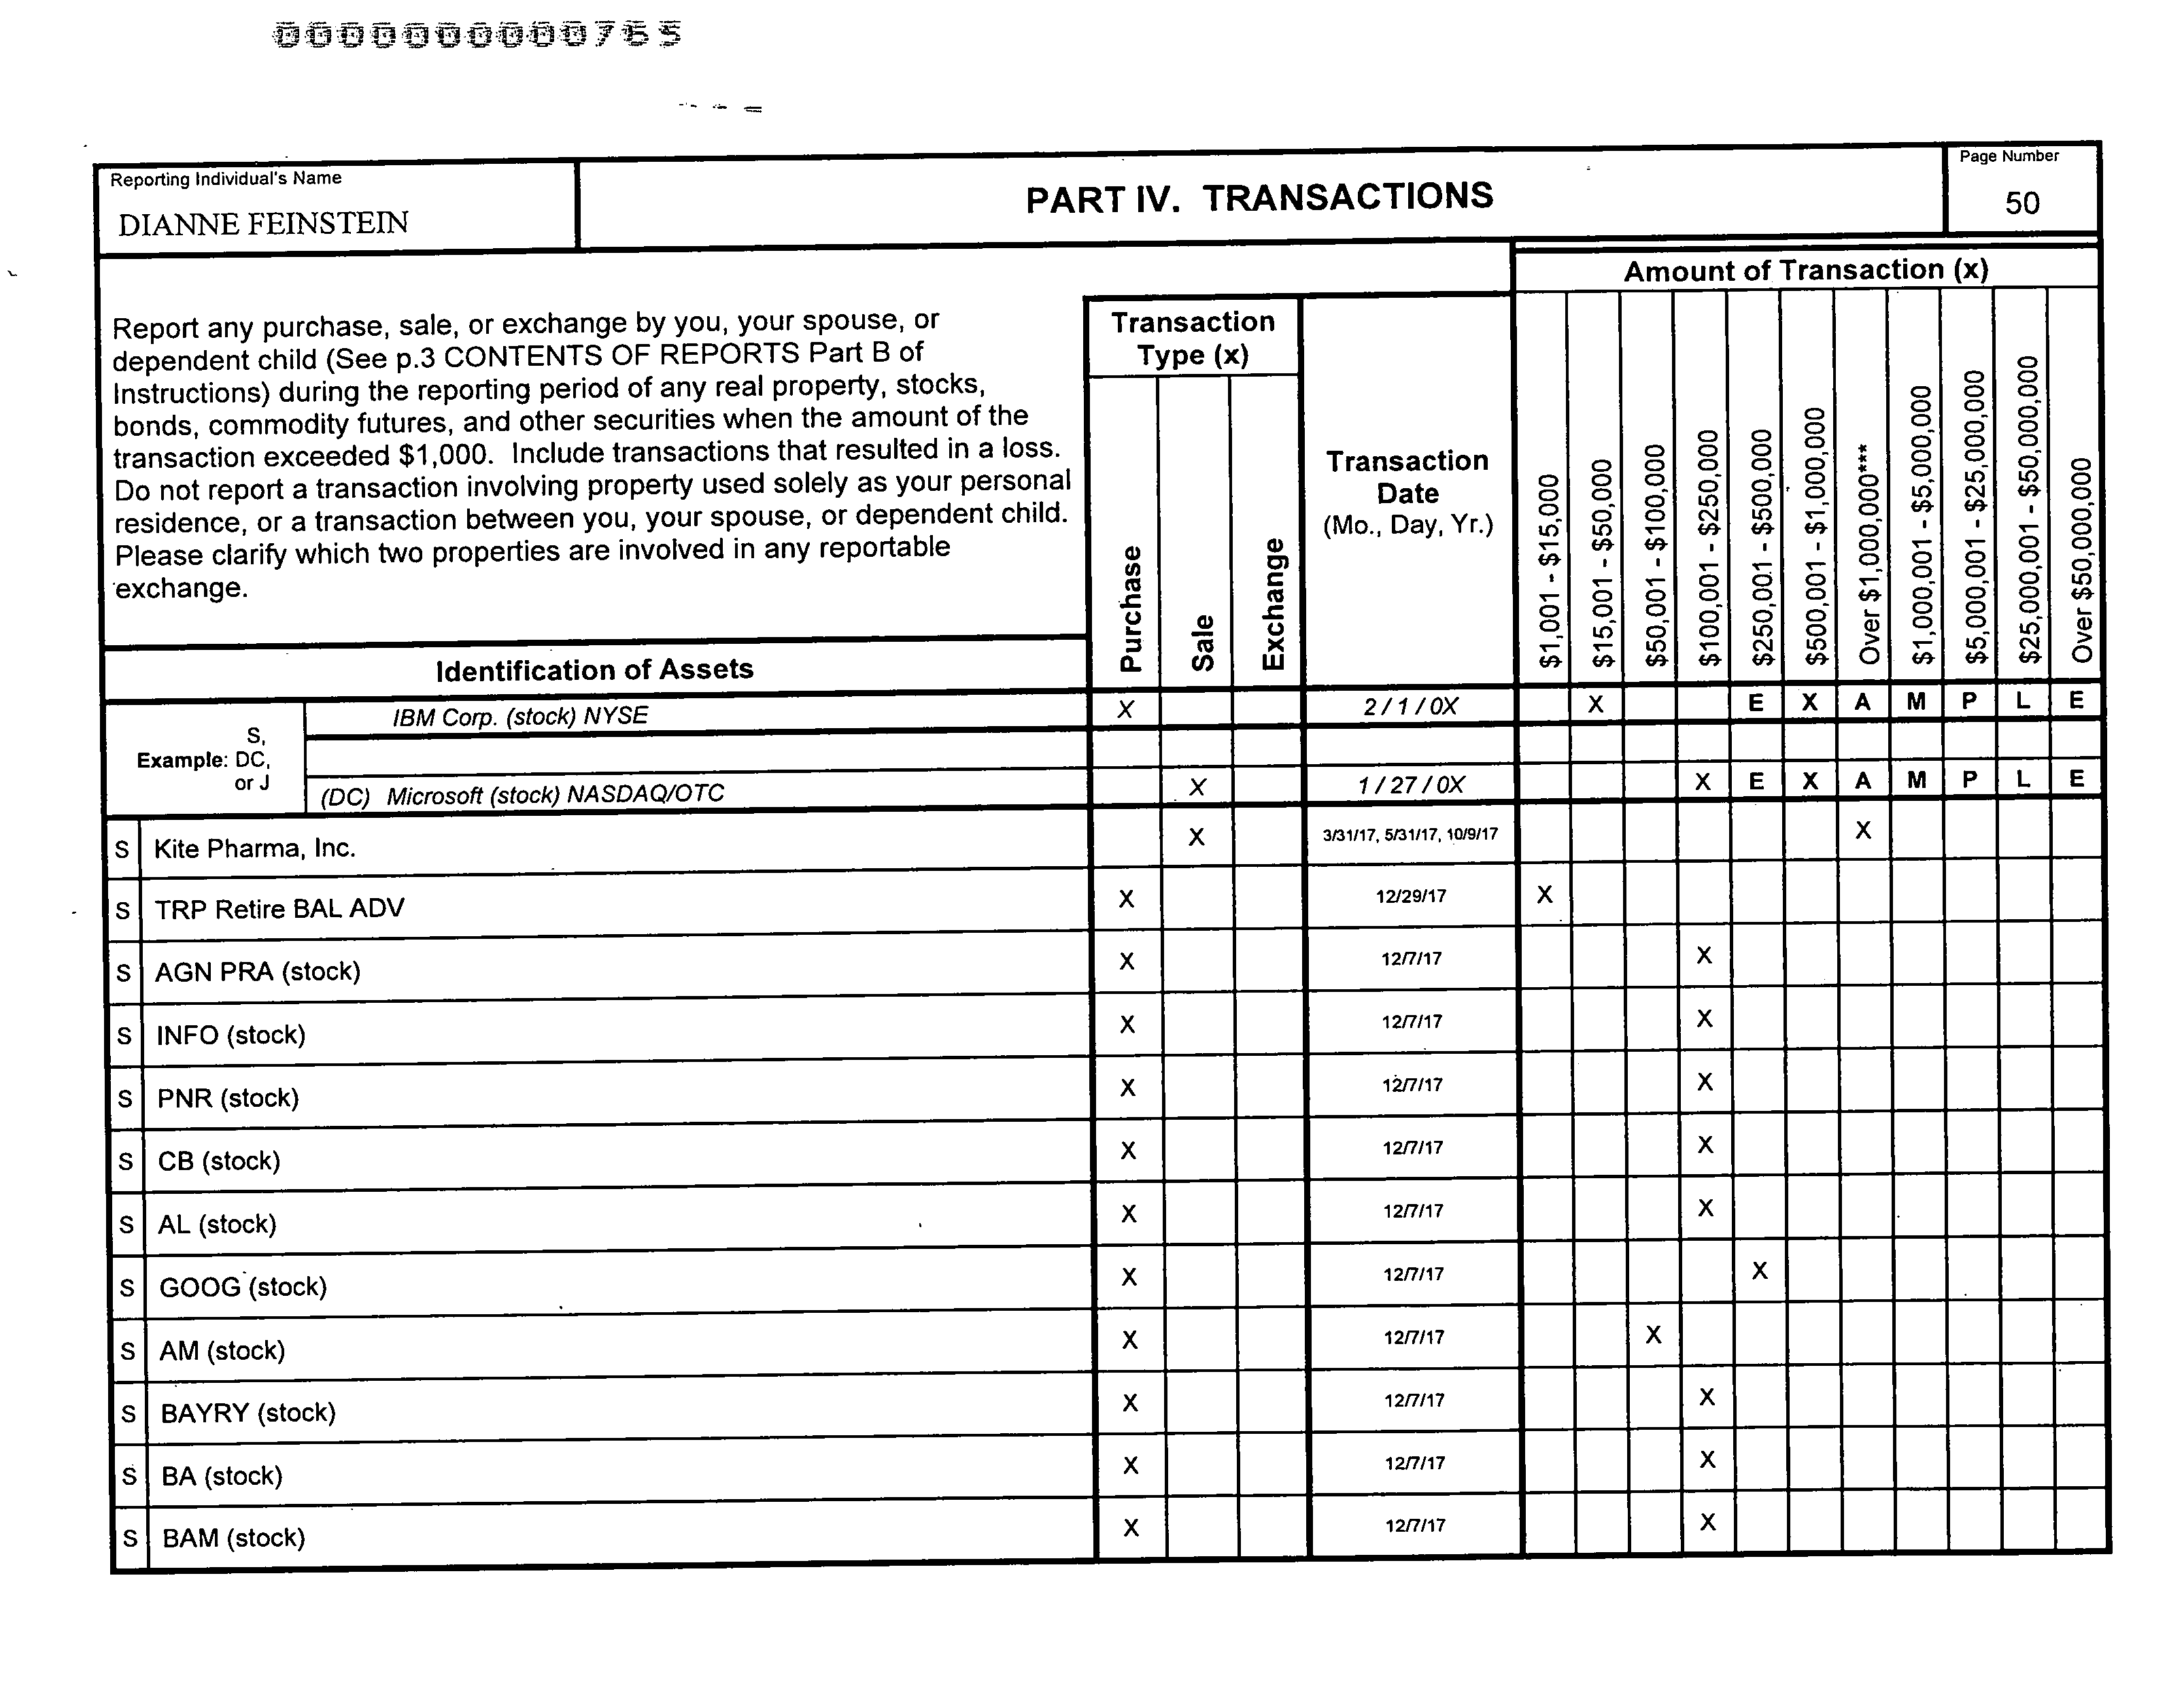 0000000000765
Reporting Individual's Name
DIANNE FEINSTEIN
PART IV. TRANSACTIONS
Page Number
50
Amount of Transaction (x)
Report any purchase, sale, or exchange by you, your spouse, or
dependent child (See p.3 CONTENTS OF REPORTS Part B of
Instructions) during the reporting period of any real property, stocks,
bonds, commodity futures, and other securities when the amount of the
transaction exceeded $1,000. Include transactions that resulted in a loss.
Do not report a transaction involving property used solely as your personal
residence, or a transaction between you, your spouse, or dependent child.
Please clarify which two properties are involved in any reportable
exchange.
Transaction
Type (x)
Purchase
Sale
Exchange
Transaction
Date
(Mo., Day, Yr.)
$1,001 - $15,000
$15,001 - $50,000
$50,001 - $100,000
$100,001 - $250,000
$250,001 - $500,000
$500,001 - $1,000,000
Over $1,000,000***
$1,000,001 - $5,000,000
$5,000,001 - $25,000,000
$25,000,001 - $50,000,000
Over $50,000,000
Identification of Assets
Example: S, DC, or J
IBM Corp. (stock) NYSE X 2 / 1 / 0X X E X A M P L E
(DC) Microsoft (stock) NASDAQ/OTC X 1 / 27 / 0X X E X A M P L E
S Kite Pharma, Inc. X 3/31/17, 5/31/17, 10/9/17 X
S TRP Retire BAL ADV X 12/29/17 X
S AGN PRA (stock) X 12/7/17 X
S INFO (stock) X 12/7/17 X
S PNR (stock) X 12/7/17 X
S CB (stock) X 12/7/17 X
S AL (stock) X 12/7/17 X
S GOOG (stock) X 12/7/17 X
S AM (stock) X 12/7/17 X
S BAYRY (stock) X 12/7/17 X
S BA (stock) X 12/7/17 X
S BAM (stock) X 12/7/17 X